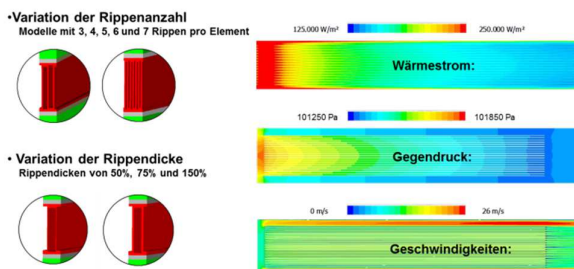 •Variation der Rippenanzahl
Modelle mit 3, 4, 5, 6 und 7 Rippen pro Element
• Variation der Rippendicke
Rippendicken von 50%, 75% und 150%
125.000 W/m² 250.000 W/m²
Wärmestrom:
101250 Pa 101850 Pa
Gegendruck:
0 m/s 26 m/s
Geschwindigkeiten: